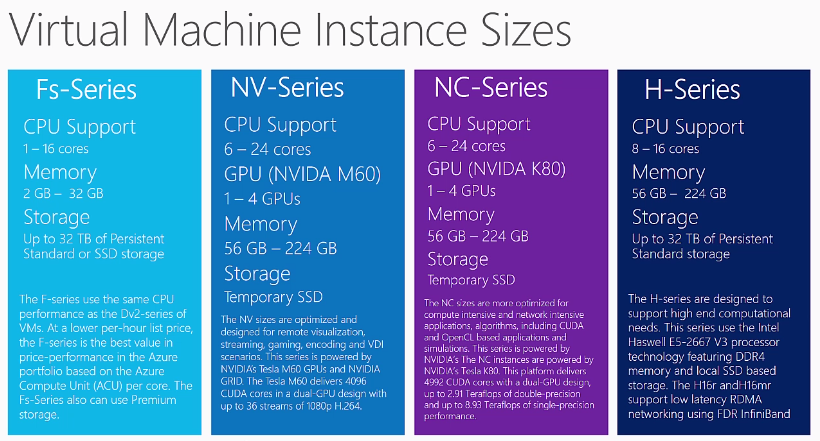 Virtual Machine Instance Sizes
Fs-Series
CPU Support
1 – 16 cores
Memory
2 GB – 32 GB
Storage
Up to 32 TB of Persistent
Standard or SSD storage
The F-series use the same CPU
performance as the Dv2-series of
VMs. At a lower per-hour list price,
the F-series is the best value in
price-performance in the Azure
portfolio based on the Azure
Compute Unit (ACU) per core. The
Fs-Series also can use Premium
storage.
NV-Series
CPU Support
6 – 24 cores
GPU (NVIDIA M60)
1 – 4 GPUs
Memory
56 GB – 224 GB
Storage
Temporary SSD
The NV sizes are optimized and
designed for remote visualization,
streaming, gaming, encoding and VDI
scenarios. This series is powered by
NVIDIA's Tesla M60 GPUs and NVIDIA
GRID. The Tesla M60 delivers 4096
CUDA cores in a dual-GPU design with
up to 36 streams of 1080p H.264.
NC-Series
CPU Support
6 – 24 cores
GPU (NVIDA K80)
1 – 4 GPUs
Memory
56 GB – 224 GB
Storage
Temporary SSD
The NC sizes are more optimized for
compute intensive and network intensive
applications, algorithms, including CUDA
and OpenCL based applications and
simulations. This series is powered by
NVIDIA's The NC instances are powered by
NVIDIA's Tesla K80. This platform delivers
4992 CUDA cores with a dual-GPU design,
up to 2.91 Teraflops of double-precision
and up to 8.93 Teraflops of single-precision
performance.
H-Series
CPU Support
8 – 16 cores
Memory
56 GB – 224 GB
Storage
Up to 32 TB of Persistent
Standard or SSD storage
The H-series are designed to
support high end computational
needs. This series use the Intel
Haswell E5-2667 V3 processor
technology featuring DDR4
memory and local SSD based
storage. The H16r andH16mr
support low latency RDMA
networking using FDR InfiniBand